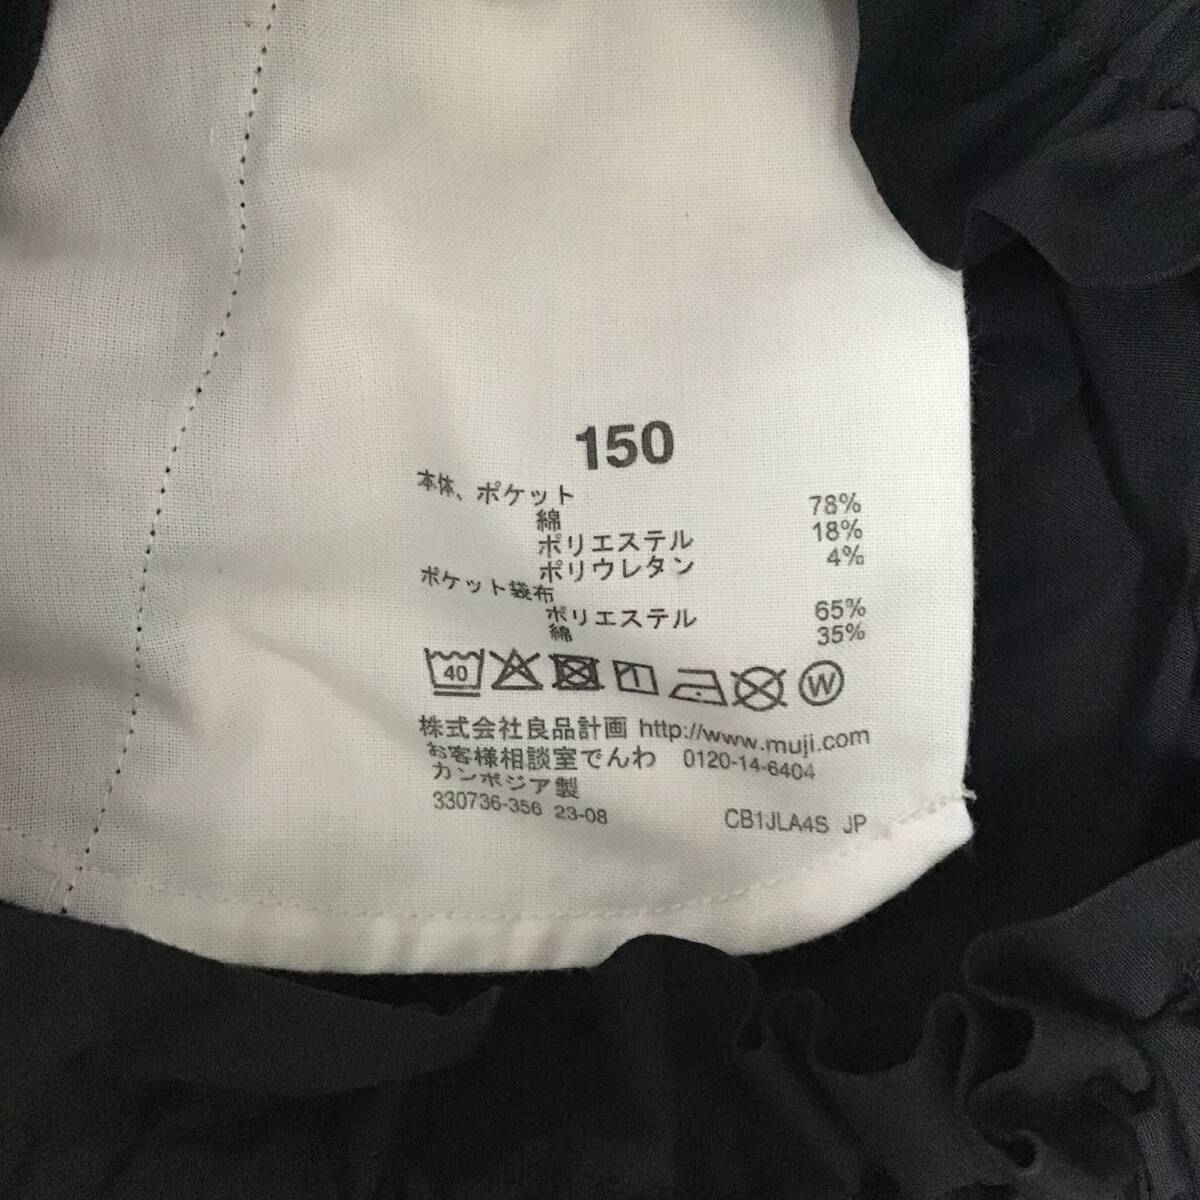 150
本体、ポケット
綿 78%
ポリエステル 18%
ポリウレタン 4%
ポケット袋布
ポリエステル 65%
綿 35%
40 W
株式会社良品計画 http://www.muji.com
お客様相談室でんわ 0120-14-6404
カンボジア製
330736-356 23-08 CB1JLA4S JP